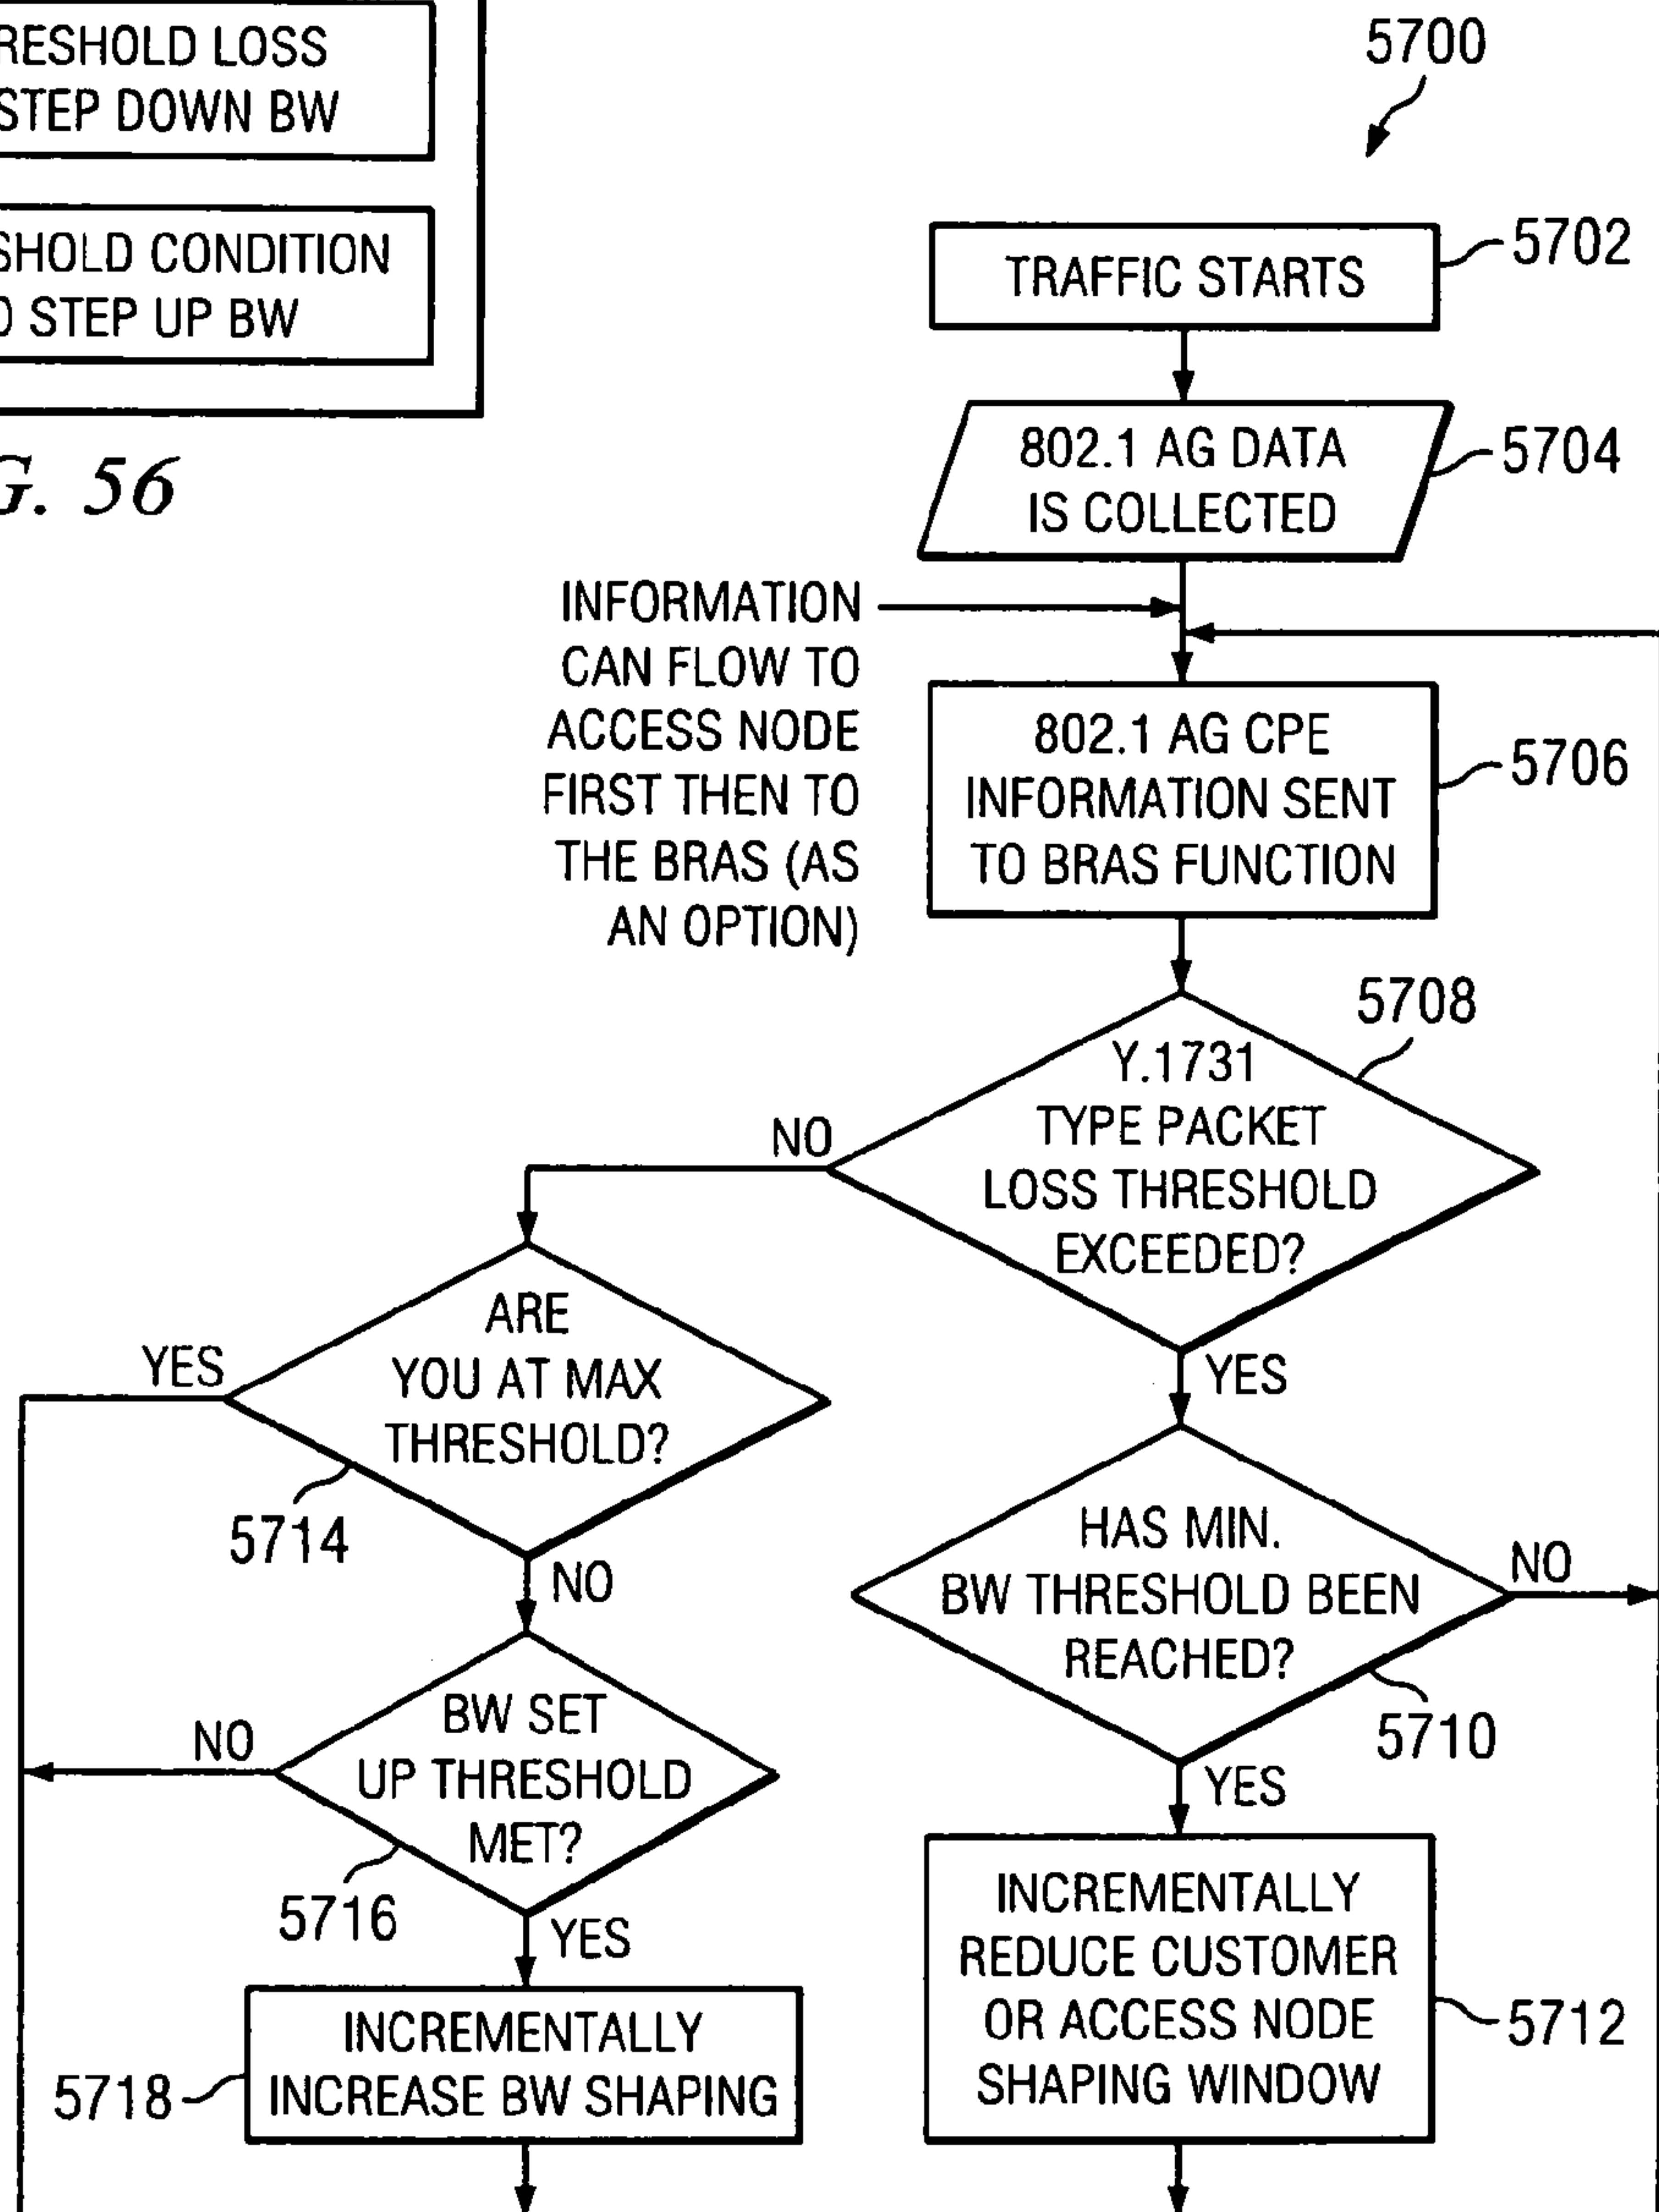 LOSS
STEP DOWN BW
CONDITION
STEP UP BW
56
5700
TRAFFIC STARTS
5702
802.1 AG DATA
IS COLLECTED
5704
INFORMATION
CAN FLOW TO
ACCESS NODE
FIRST THEN TO
THE BRAS (AS
AN OPTION)
802.1 AG CPE
INFORMATION SENT
TO BRAS FUNCTION
5706
5708
Y.1731
TYPE PACKET
LOSS THRESHOLD
EXCEEDED?
NO
YES
ARE
YOU AT MAX
THRESHOLD?
YES
5714
NO
HAS MIN.
BW THRESHOLD BEEN
REACHED?
NO
5710
YES
BW SET
UP THRESHOLD
MET?
NO
5716
YES
INCREMENTALLY
INCREASE BW SHAPING
5718
INCREMENTALLY
REDUCE CUSTOMER
OR ACCESS NODE
SHAPING WINDOW
5712